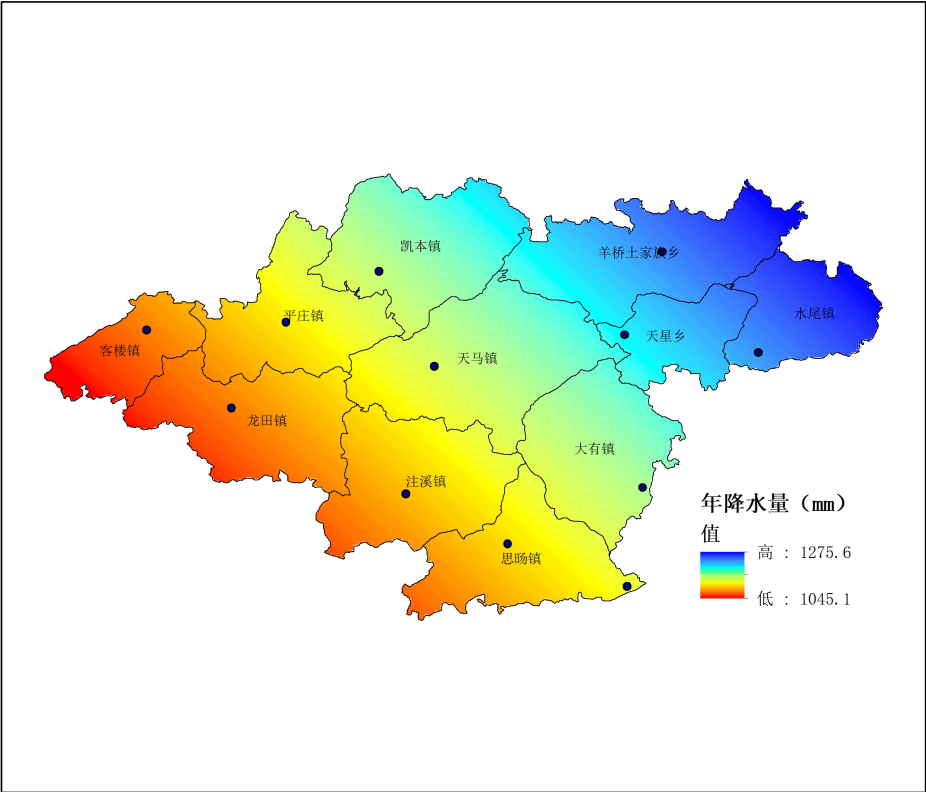 凯本镇
羊桥土家族乡
平庄镇
水尾镇
天星乡
客楼镇
天马镇
龙田镇
大有镇
注溪镇
思旸镇
年降水量（mm）
值
高 : 1275.6
低 : 1045.1